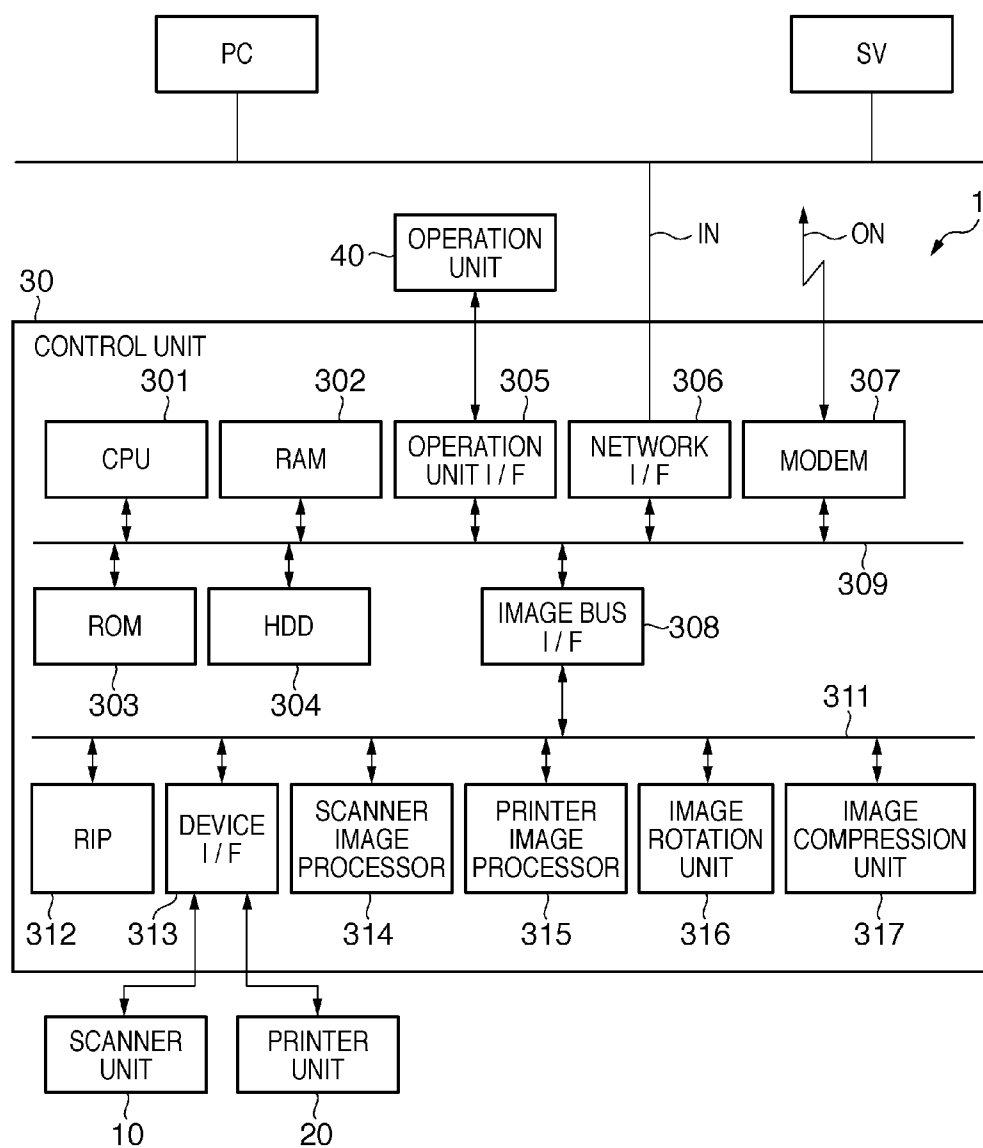 PC
SV
1
IN
ON
40
OPERATION
UNIT
30
CONTROL UNIT
301
302
305
306
307
CPU
RAM
OPERATION
UNIT I / F
NETWORK
I / F
MODEM
309
ROM
HDD
IMAGE BUS
I / F
308
303
304
311
RIP
DEVICE
I / F
SCANNER
IMAGE
PROCESSOR
PRINTER
IMAGE
PROCESSOR
IMAGE
ROTATION
UNIT
IMAGE
COMPRESSION
UNIT
312
313
314
315
316
317
SCANNER
UNIT
PRINTER
UNIT
10
20